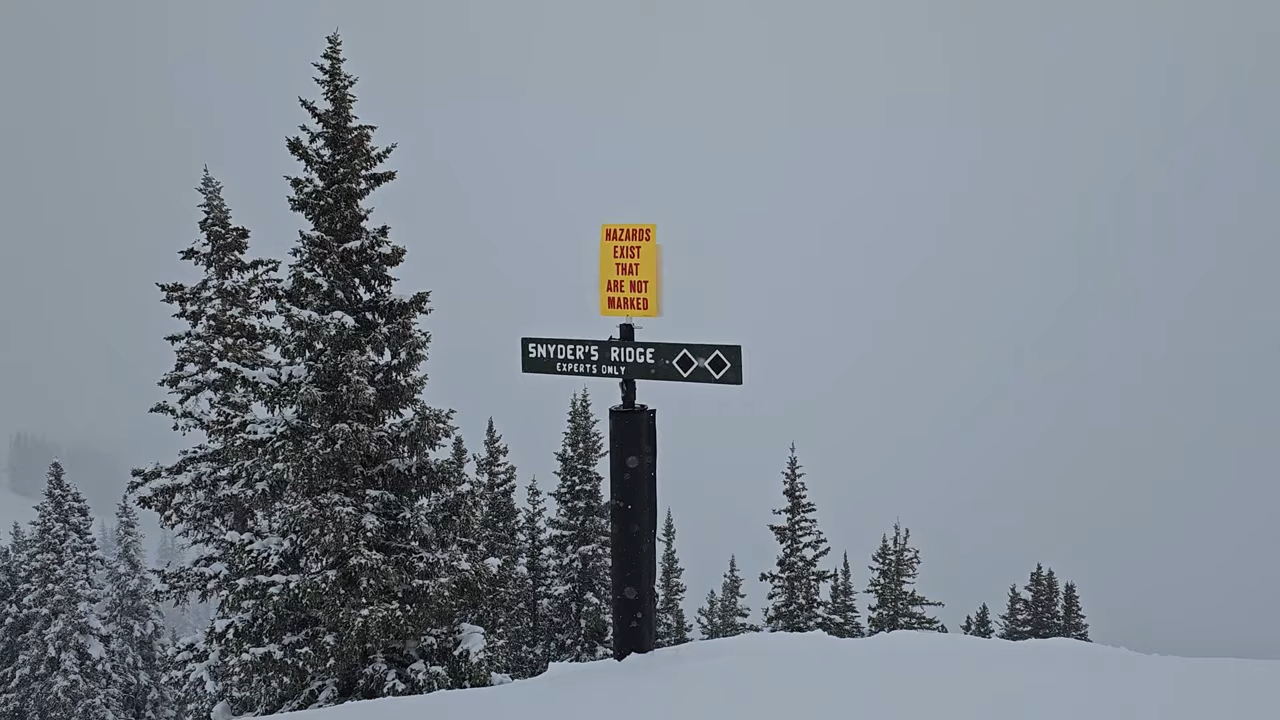 HAZARDS
EXIST
THAT
ARE NOT
MARKED
SNYDER'S RIDGE
EXPERTS ONLY